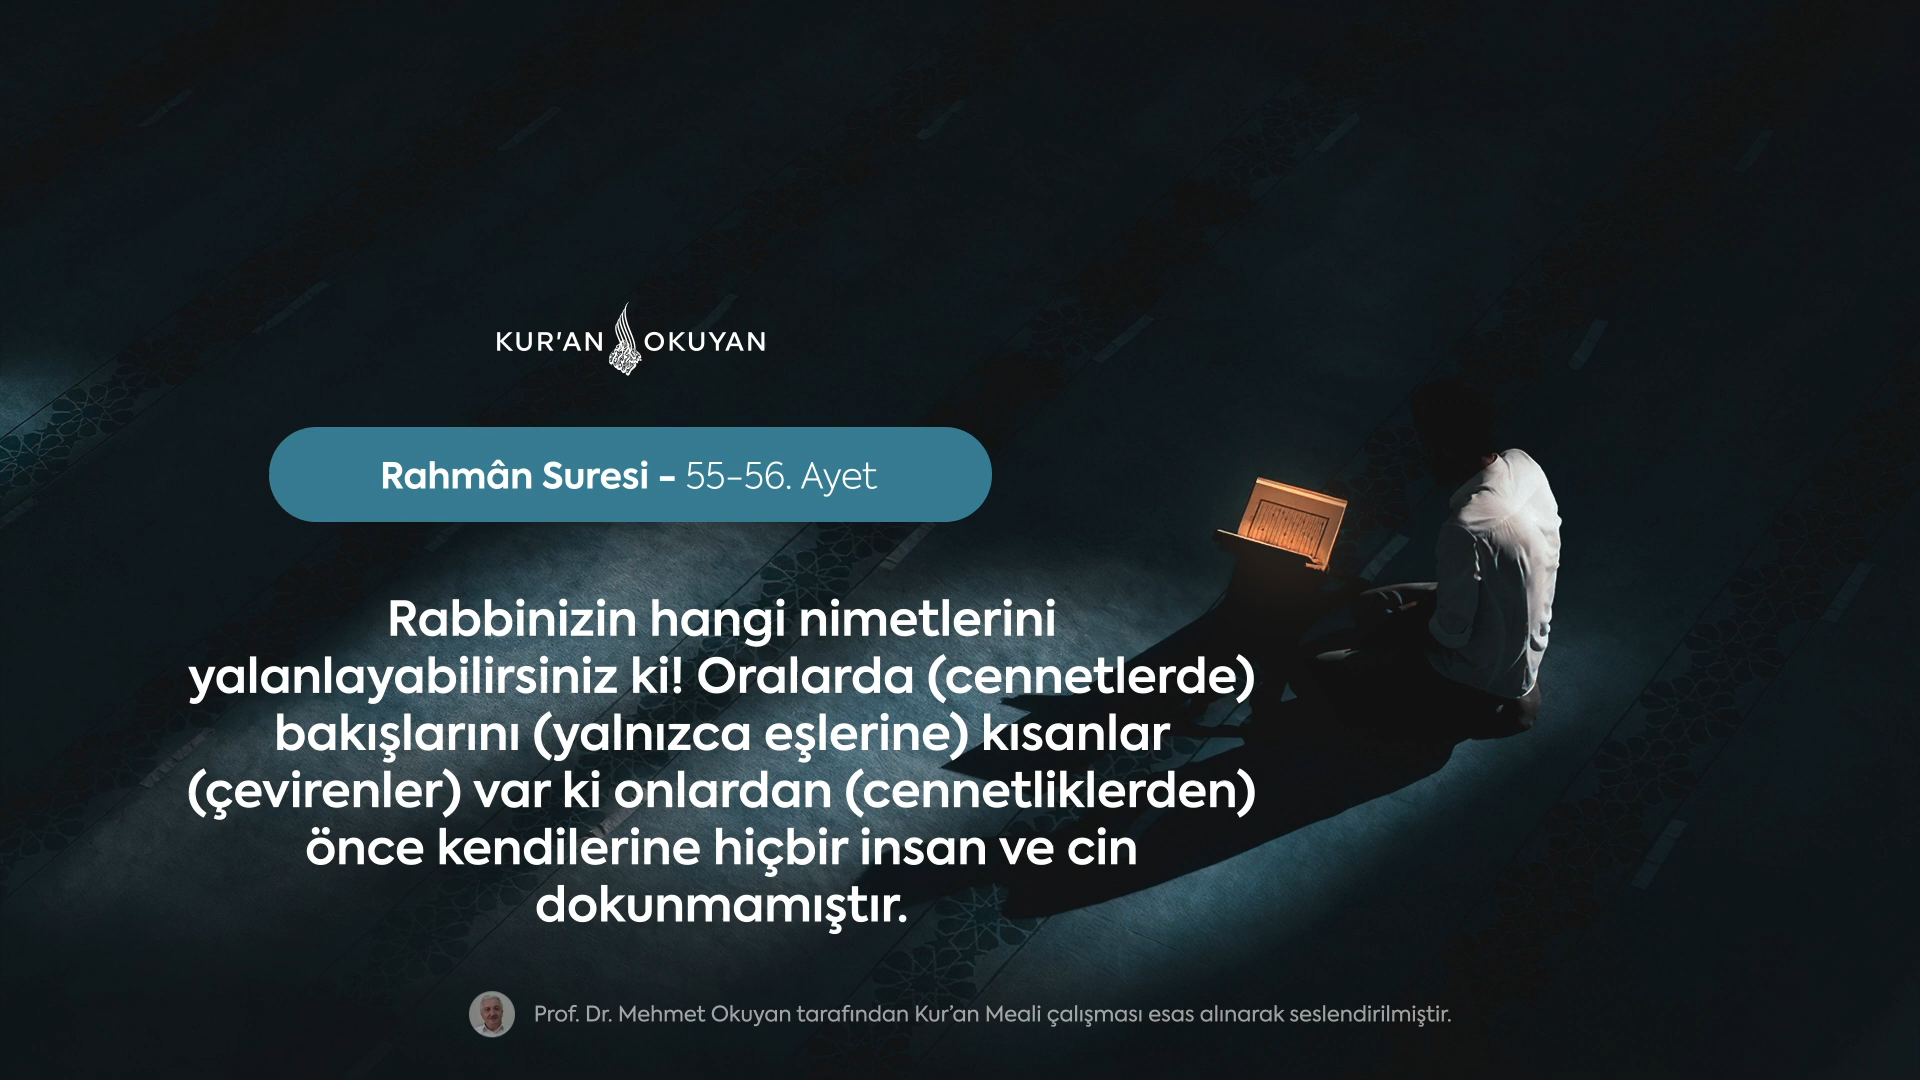 KUR'AN OKUYAN
Rahmân Suresi - 55-56. Ayet
Rabbinizin hangi nimetlerini
yalanlayabilirsiniz ki! Oralarda (cennetlerde)
bakışlarını (yalnızca eşlerine) kısanlar
(çevirenler) var ki onlardan (cennetliklerden)
önce kendilerine hiçbir insan ve cin
dokunmamıştır.
Prof. Dr. Mehmet Okuyan tarafından Kur’an Meali çalışması esas alınarak seslendirilmiştir.